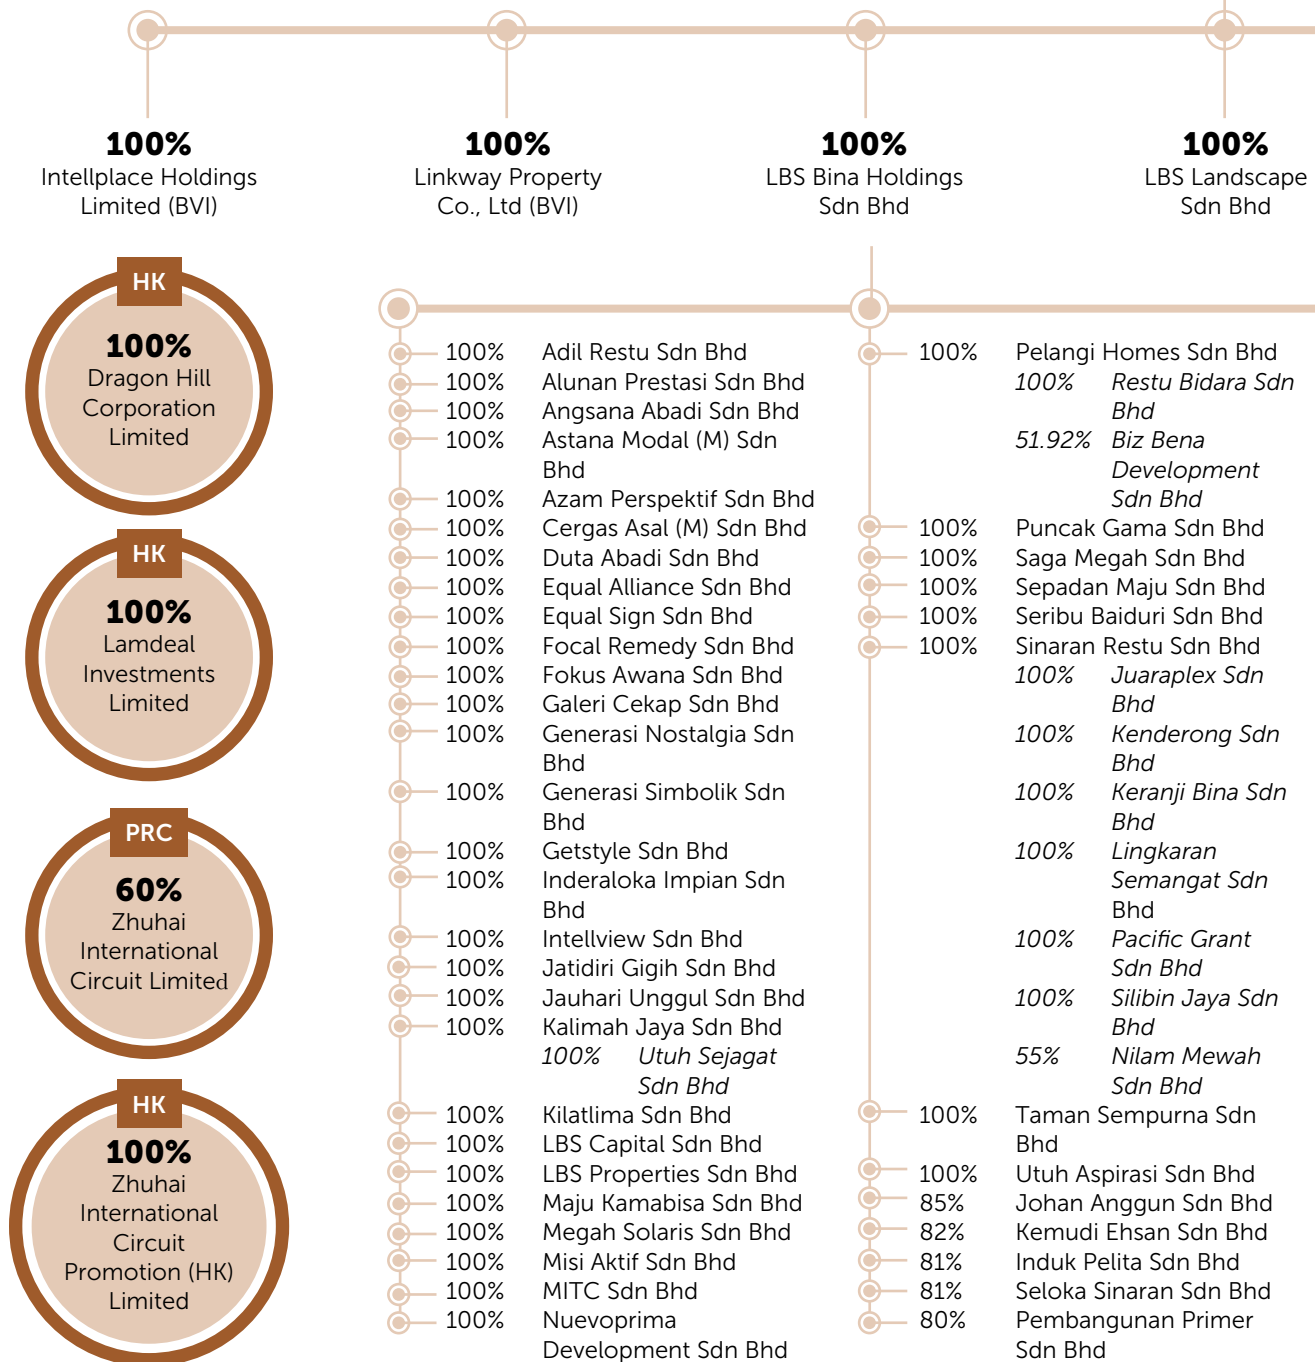 100%
Intellplace Holdings
Limited (BVI)
100%
Linkway Property
Co., Ltd (BVI)
100%
LBS Bina Holdings
Sdn Bhd
100%
LBS Landscape
Sdn Bhd
HK
100%
Dragon Hill
Corporation
Limited
HK
100%
Lamdeal
Investments
Limited
PRC
60%
Zhuhai
International
Circuit Limited
HK
100%
Zhuhai
International
Circuit
Promotion (HK)
Limited
100% Adil Restu Sdn Bhd
100% Alunan Prestasi Sdn Bhd
100% Angsana Abadi Sdn Bhd
100% Astana Modal (M) Sdn
Bhd
100% Azam Perspektif Sdn Bhd
100% Cergas Asal (M) Sdn Bhd
100% Duta Abadi Sdn Bhd
100% Equal Alliance Sdn Bhd
100% Equal Sign Sdn Bhd
100% Focal Remedy Sdn Bhd
100% Fokus Awana Sdn Bhd
100% Galeri Cekap Sdn Bhd
100% Generasi Nostalgia Sdn
Bhd
100% Generasi Simbolik Sdn
Bhd
100% Getstyle Sdn Bhd
100% Inderaloka Impian Sdn
Bhd
100% Intellview Sdn Bhd
100% Jatidiri Gigih Sdn Bhd
100% Jauhari Unggul Sdn Bhd
100% Kalimah Jaya Sdn Bhd
100% Utuh Sejagat
Sdn Bhd
100% Kilatlima Sdn Bhd
100% LBS Capital Sdn Bhd
100% LBS Properties Sdn Bhd
100% Maju Kamabisa Sdn Bhd
100% Megah Solaris Sdn Bhd
100% Misi Aktif Sdn Bhd
100% MITC Sdn Bhd
100% Nuevoprima
Development Sdn Bhd
100% Pelangi Homes Sdn Bhd
100% Restu Bidara Sdn
Bhd
51.92% Biz Bena
Development
Sdn Bhd
100% Puncak Gama Sdn Bhd
100% Saga Megah Sdn Bhd
100% Sepadan Maju Sdn Bhd
100% Seribu Baiduri Sdn Bhd
100% Sinaran Restu Sdn Bhd
100% Juaraplex Sdn
Bhd
100% Kenderong Sdn
Bhd
100% Keranji Bina Sdn
Bhd
100% Lingkaran
Semangat Sdn
Bhd
100% Pacific Grant
Sdn Bhd
100% Silibin Jaya Sdn
Bhd
55% Nilam Mewah
Sdn Bhd
100% Taman Sempurna Sdn
Bhd
100% Utuh Aspirasi Sdn Bhd
85% Johan Anggun Sdn Bhd
82% Kemudi Ehsan Sdn Bhd
81% Induk Pelita Sdn Bhd
81% Seloka Sinaran Sdn Bhd
80% Pembangunan Primer
Sdn Bhd